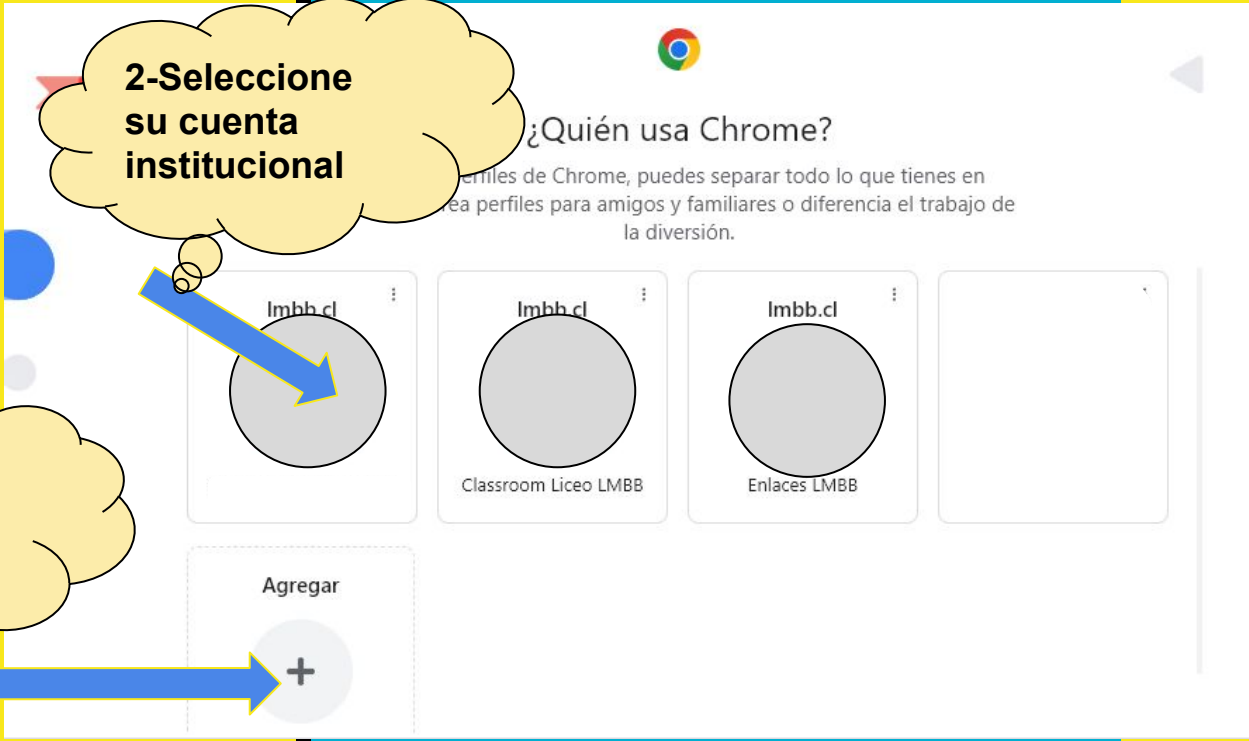 2-Seleccione
su cuenta
institucional
¿Quién usa Chrome?
perfiles de Chrome, puedes separar todo lo que tienes en
perfiles para amigos y familiares o diferencia el trabajo de
la diversión.
lmbb.cl
lmbb.cl
lmbb.cl
Classroom Liceo LMBB
Enlaces LMBB
Agregar
+